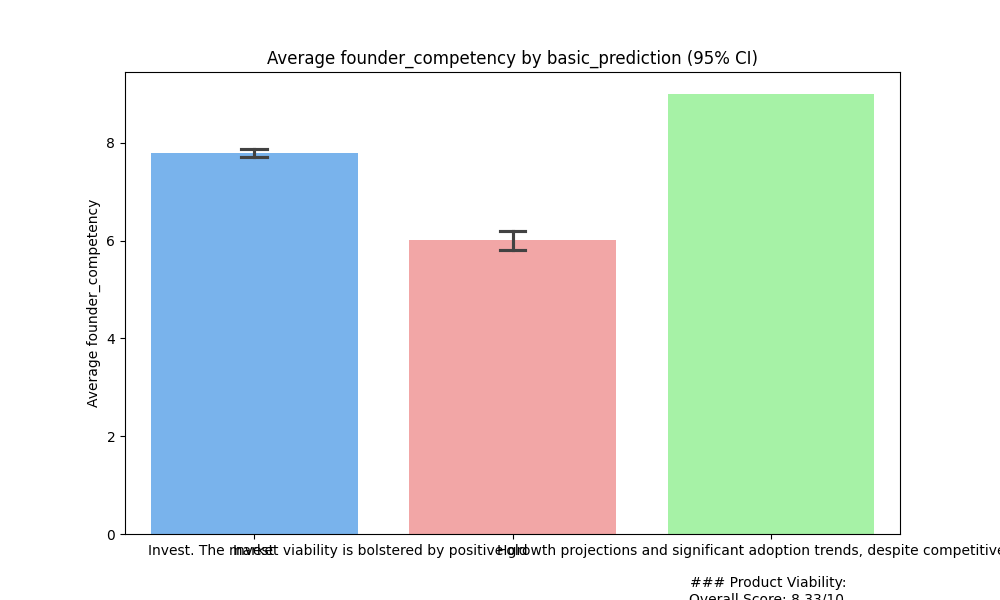 Average founder_competency by basic_prediction (95% CI)
Average founder_competency
8
6
4
2
0
Invest
Hold
Invest. The market viability is bolstered by positive growth projections and significant adoption trends, despite competitive
### Product Viability:
Overall Score: 8.33/10